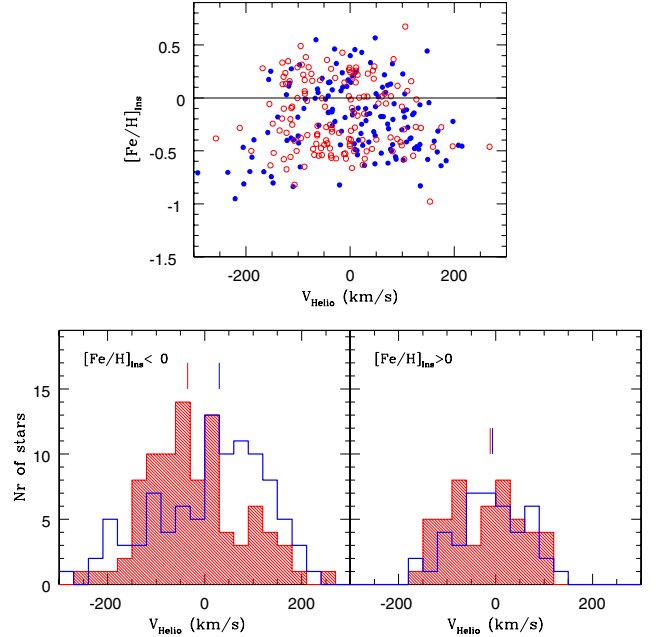 0.5
0
-0.5
-1
-1.5
[Fe/H]Ins
-200 0 200
VHelio (km/s)
[Fe/H]Ins< 0
[Fe/H]Ins>0
15
10
5
0
Nr of stars
-200 0 200
-200 0 200
VHelio (km/s)
VHelio (km/s)